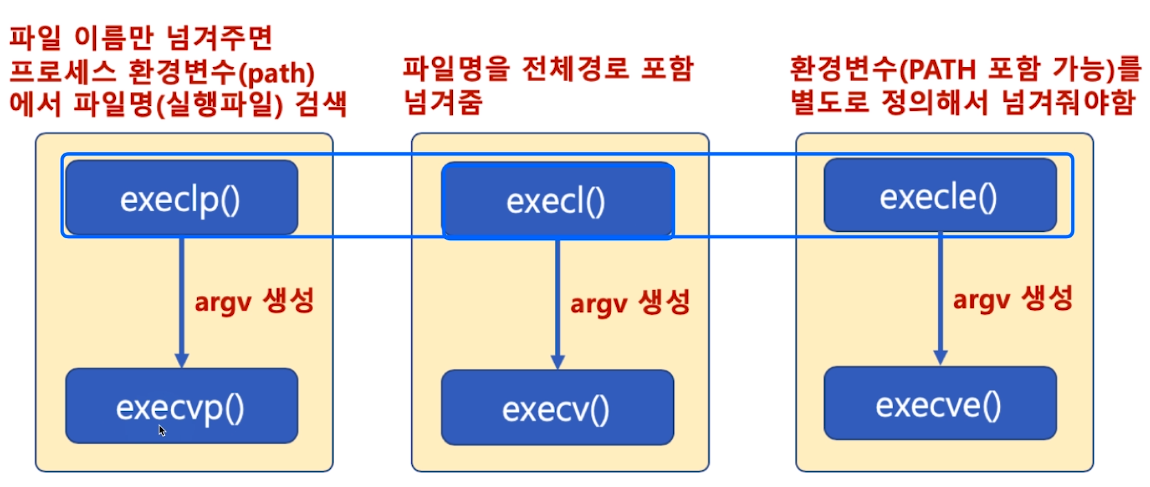 파일 이름만 넘겨주면
프로세스 환경변수(path)
에서 파일명(실행파일) 검색
파일명을 전체경로 포함
넘겨줌
환경변수(PATH 포함 가능)를
별도로 정의해서 넘겨줘야함
execlp()
execl()
execle()
argv 생성
argv 생성
argv 생성
execvp()
execv()
execve()